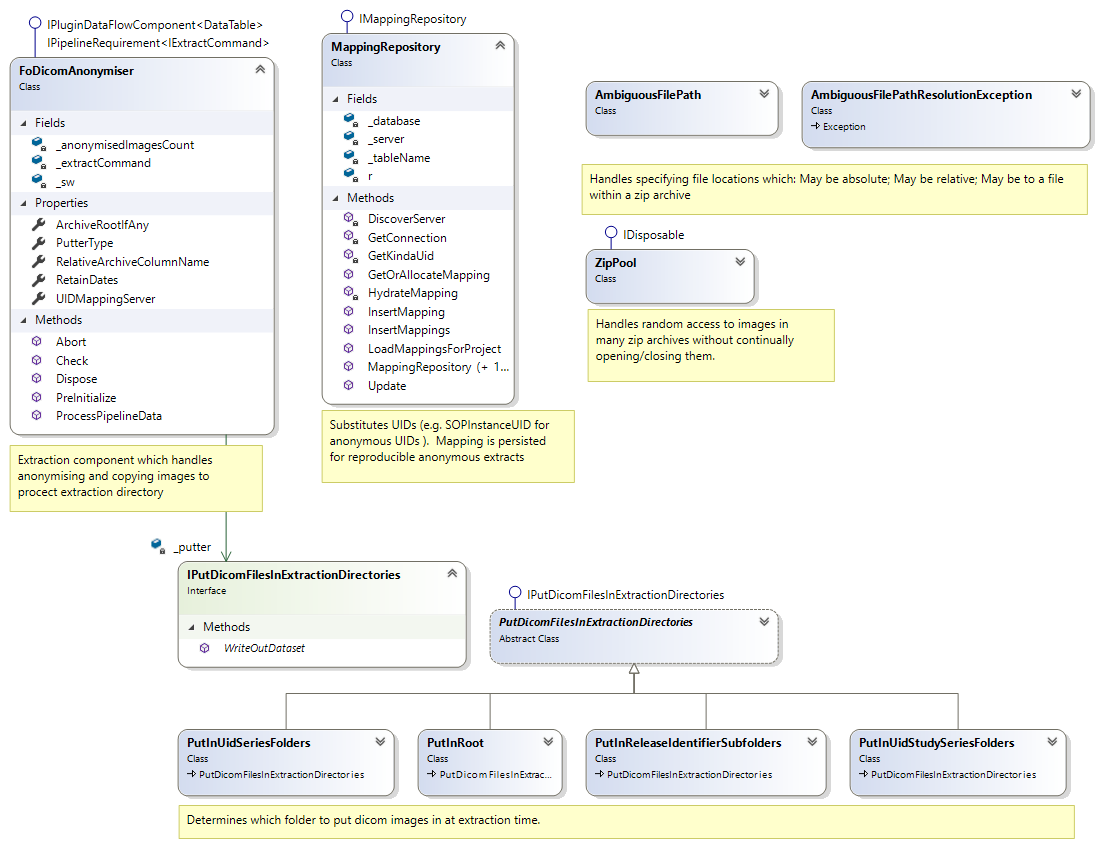 IPluginDataFlowComponent<DataTable>
IPipelineRequirement<IExtractCommand>
FoDicomAnonymiser
Class
Fields
_anonymisedImagesCount
_extractCommand
_sw
Properties
ArchiveRootIfAny
PutterType
RelativeArchiveColumnName
RetainDates
UIDMappingServer
Methods
Abort
Check
Dispose
PreInitialize
ProcessPipelineData
Extraction component which handles
anonymising and copying images to
procect extraction directory
IMappingRepository
MappingRepository
Class
Fields
_database
_server
_tableName
r
Methods
DiscoverServer
GetConnection
GetKindaUid
GetOrAllocateMapping
HydrateMapping
InsertMapping
InsertMappings
LoadMappingsForProject
MappingRepository (+ 1...
Update
Substitutes UIDs (e.g. SOPInstanceUID for
anonymous UIDs ).  Mapping is persisted
for reproducible anonymous extracts
AmbiguousFilePath
Class
AmbiguousFilePathResolutionException
Class
Exception
Handles specifying file locations which: May be absolute; May be relative; May be to a file
within a zip archive
IDisposable
ZipPool
Class
Handles random access to images in
many zip archives without continually
opening/closing them.
_putter
IPutDicomFilesInExtractionDirectories
Interface
Methods
WriteOutDataset
IPutDicomFilesInExtractionDirectories
PutDicomFilesInExtractionDirectories
Abstract Class
PutInUidSeriesFolders
Class
PutDicomFilesInExtractionDirectories
PutInRoot
Class
PutDicomFilesInExtrac...
PutInReleaseIdentifierSubfolders
Class
PutDicomFilesInExtractionDirectories
PutInUidStudySeriesFolders
Class
PutDicomFilesInExtractionDirectories
Determines which folder to put dicom images in at extraction time.